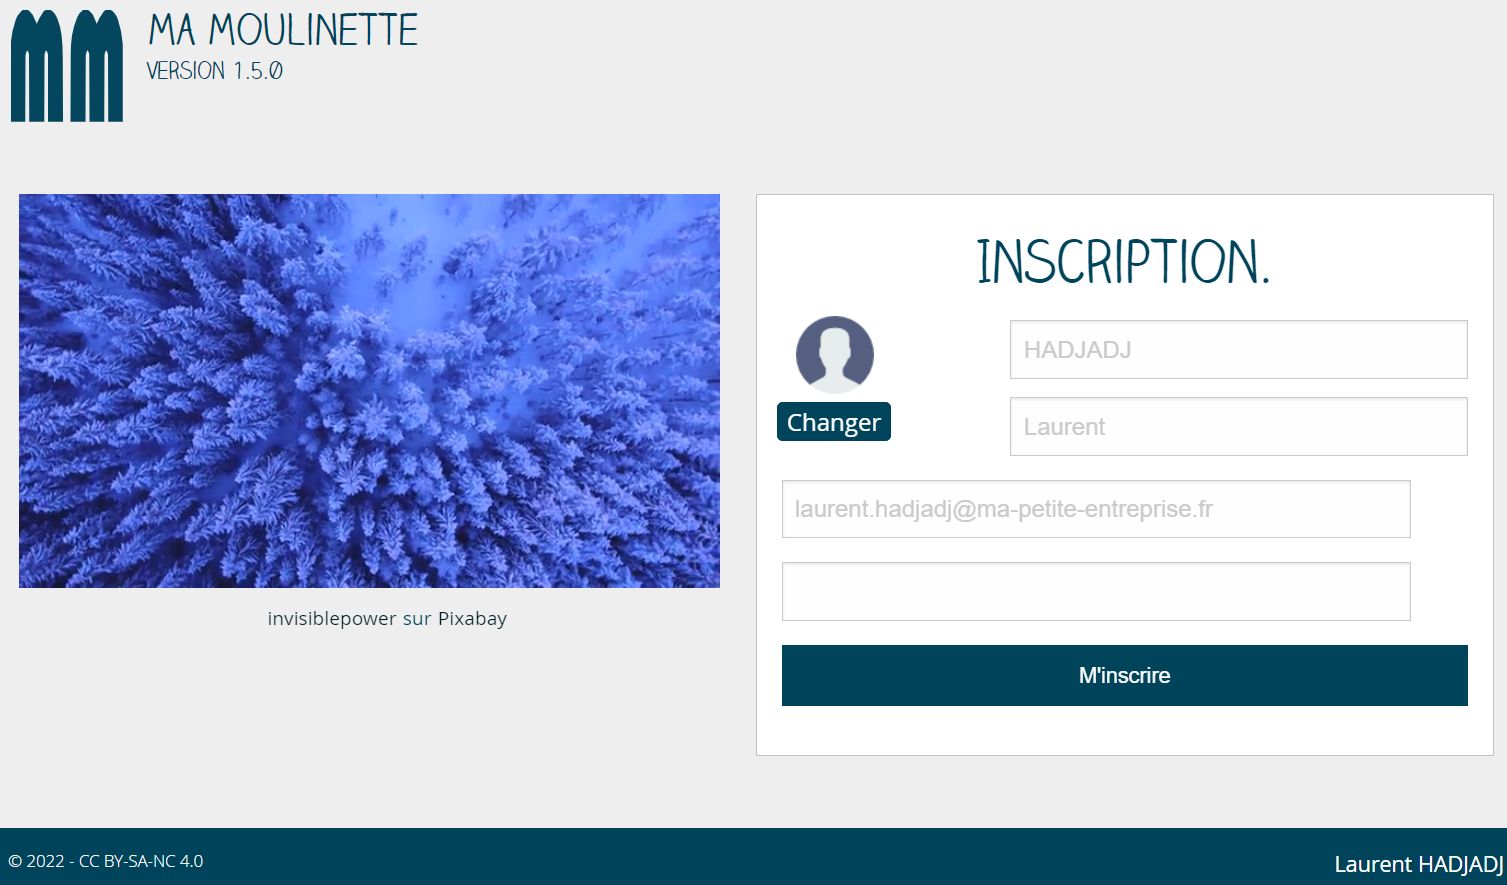 MA MOULINETTE
VERSION 1.5.0
INSCRIPTION.
HADJADJ
Changer
Laurent
laurent.hadjadj@ma-petite-entreprise.fr
invisiblepower sur Pixabay
M'inscrire
© 2022 - CC BY-SA-NC 4.0
Laurent HADJADJ